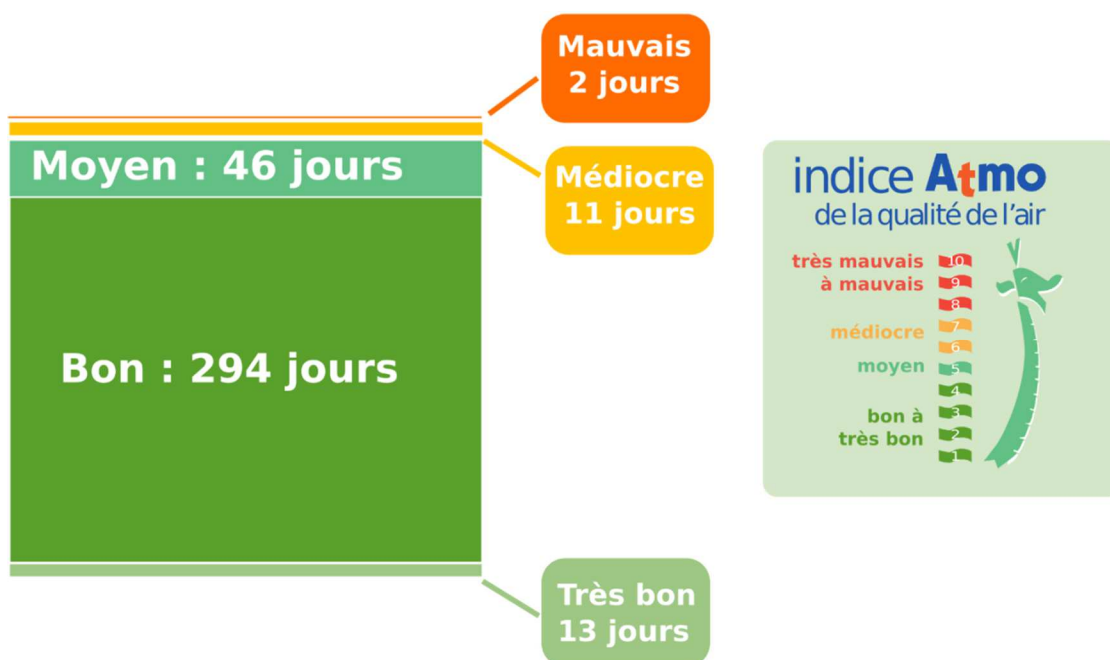 Mauvais
2 jours
Moyen : 46 jours
Médiocre
11 jours
Bon : 294 jours
Très bon
13 jours
indice Atmo
de la qualité de l'air
très mauvais
à mauvais
médiocre
moyen
bon à
très bon
10
9
8
7
6
5
4
3
2
1